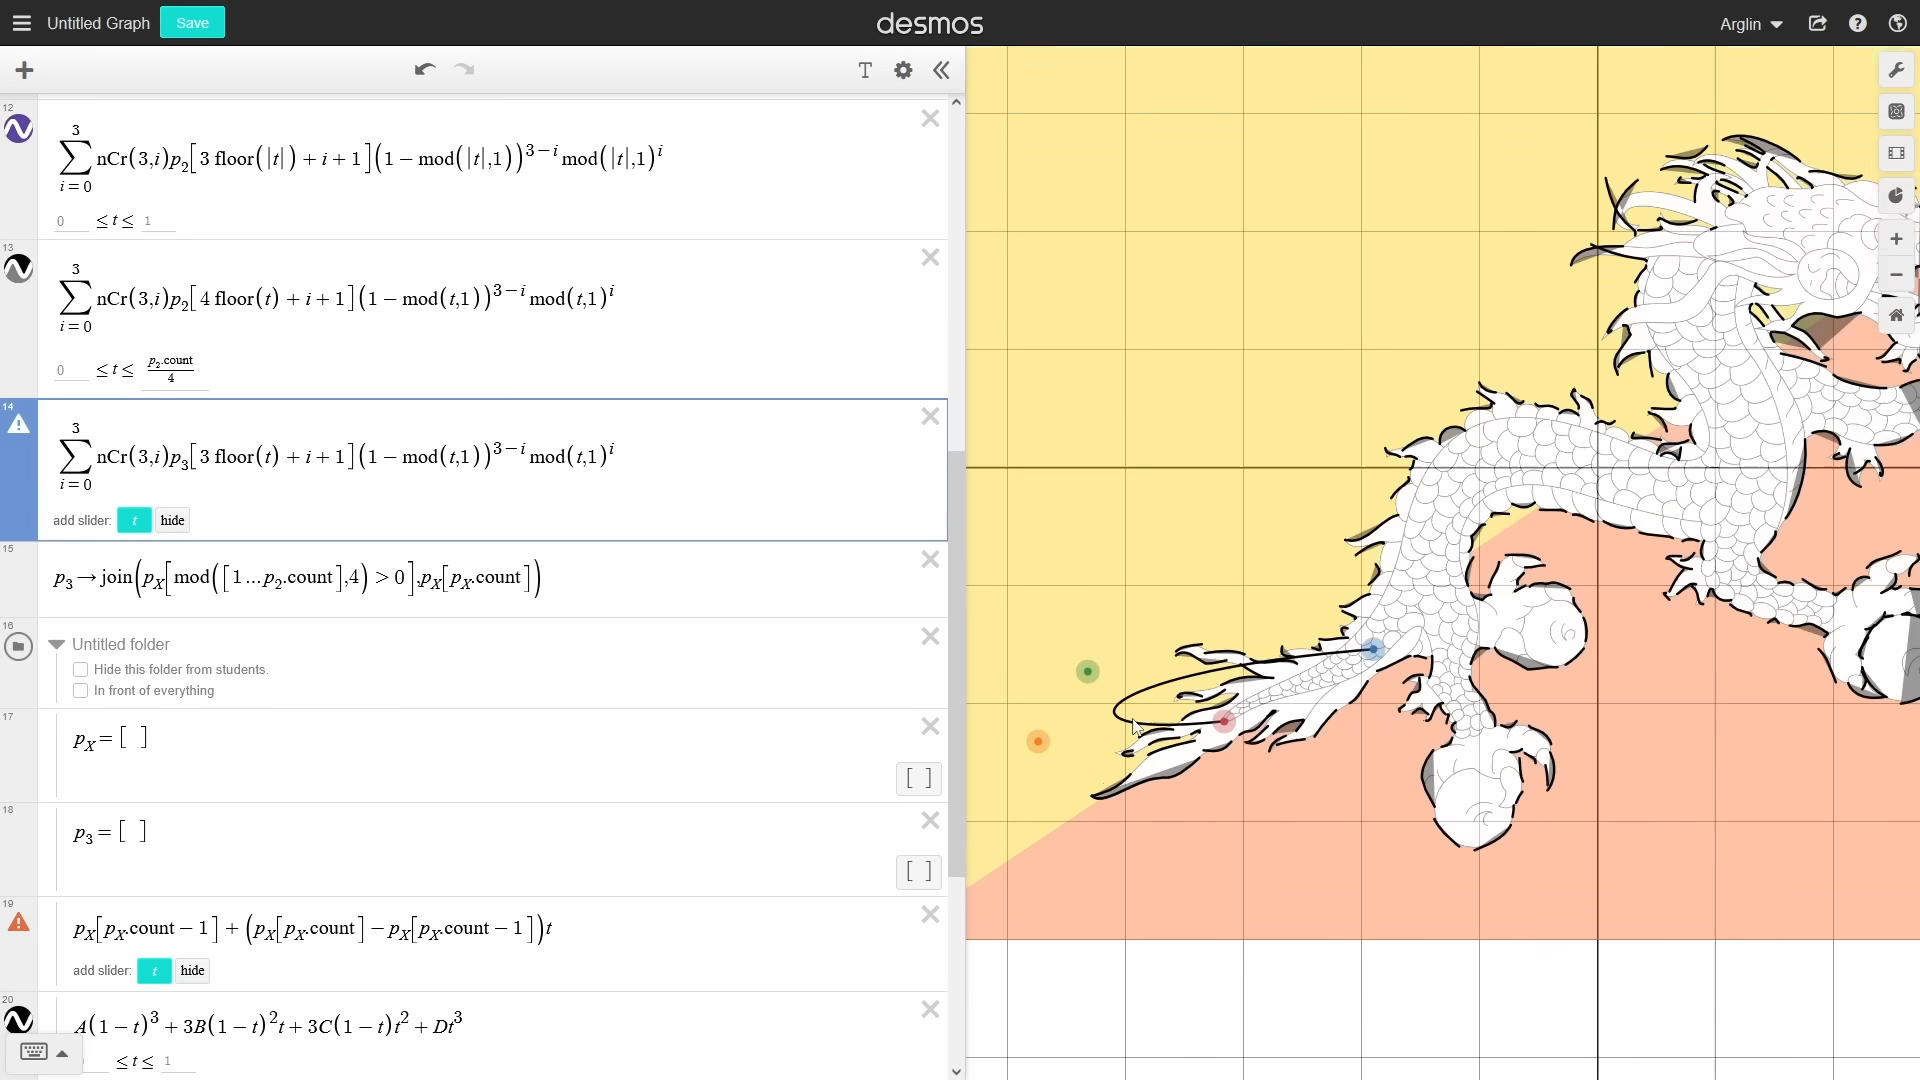 Untitled Graph Save desmos Arglin
12
3
∑ nCr(3,i)p₂[3 floor(|t|) + i + 1](1 − mod(|t|,1))³⁻ⁱ mod(|t|,1)ⁱ
i = 0
0 ≤ t ≤ 1
13
3
∑ nCr(3,i)p₂[4 floor(t) + i + 1](1 − mod(t,1))³⁻ⁱ mod(t,1)ⁱ
i = 0
0 ≤ t ≤ p₂.count/4
14
3
∑ nCr(3,i)p₃[3 floor(t) + i + 1](1 − mod(t,1))³⁻ⁱ mod(t,1)ⁱ
i = 0
add slider: t hide
15
p₃ → join(p_X[mod([1...p₂.count],4) > 0],p_X[p_X.count])
16
Untitled folder
Hide this folder from students.
In front of everything
17
p_X = [ ]
[ ]
18
p₃ = [ ]
[ ]
19
p_X[p_X.count − 1] + (p_X[p_X.count] − p_X[p_X.count − 1])t
add slider: t hide
20
A(1 − t)³ + 3B(1 − t)²t + 3C(1 − t)t² + Dt³
≤ t ≤ 1